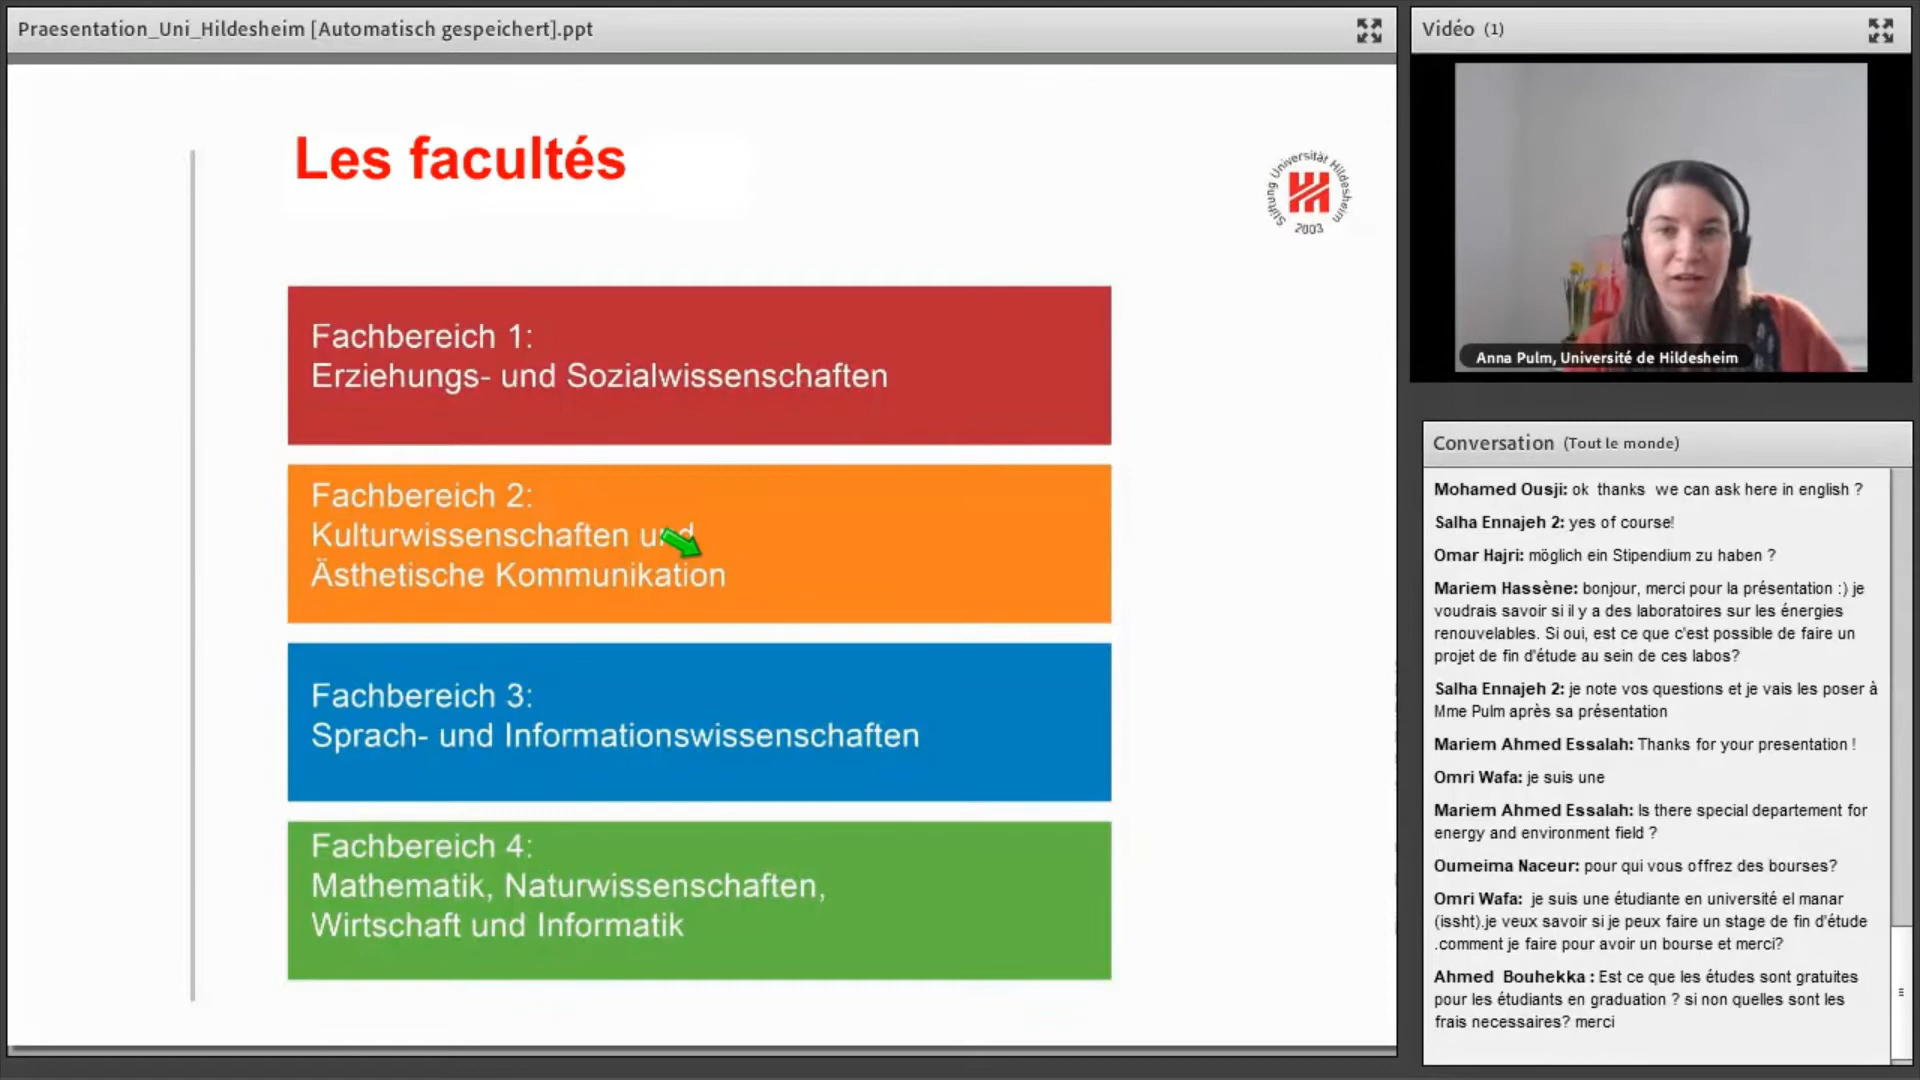 Praesentation_Uni_Hildesheim [Automatisch gespeichert].ppt
Les facultés
Stiftung Universität Hildesheim
2003
Fachbereich 1:
Erziehungs- und Sozialwissenschaften
Fachbereich 2:
Kulturwissenschaften und
Ästhetische Kommunikation
Fachbereich 3:
Sprach- und Informationswissenschaften
Fachbereich 4:
Mathematik, Naturwissenschaften,
Wirtschaft und Informatik
Vidéo (1)
Anna Pulm, Université de Hildesheim
Conversation (Tout le monde)
Mohamed Ousji: ok thanks we can ask here in english ?
Salha Ennajeh 2: yes of course!
Omar Hajri: möglich ein Stipendium zu haben ?
Mariem Hassène: bonjour, merci pour la présentation :) je
voudrais savoir si il y a des laboratoires sur les énergies
renouvelables. Si oui, est ce que c'est possible de faire un
projet de fin d'étude au sein de ces labos?
Salha Ennajeh 2: je note vos questions et je vais les poser à
Mme Pulm après sa présentation
Mariem Ahmed Essalah: Thanks for your presentation !
Omri Wafa: je suis une
Mariem Ahmed Essalah: Is there special departement for
energy and environment field ?
Oumeima Naceur: pour qui vous offrez des bourses?
Omri Wafa: je suis une étudiante en université el manar
(issht).je veux savoir si je peux faire un stage de fin d'étude
.comment je faire pour avoir un bourse et merci?
Ahmed Bouhekka : Est ce que les études sont gratuites
pour les étudiants en graduation ? si non quelles sont les
frais necessaires? merci